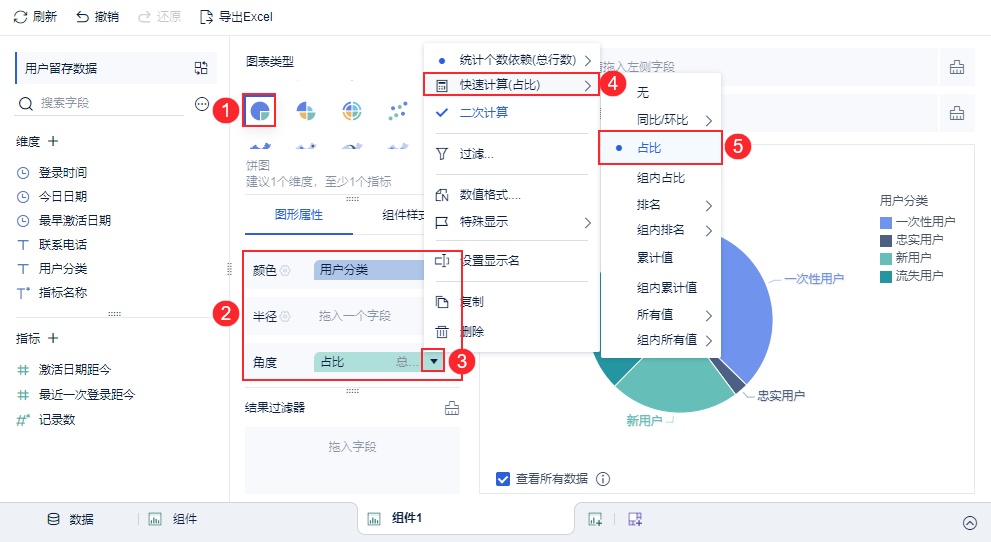 刷新 撤销 还原 导出Excel
用户留存数据
搜索字段
维度
登录时间
今日日期
最早激活日期
联系电话
用户分类
指标名称
指标
激活日期距今
最近一次登录距今
记录数
图表类型
1
饼图
建议1个维度，至少1个指标
图形属性 组件样式
2
颜色 用户分类
半径 拖入一个字段
角度 占比 总...
3
结果过滤器
拖入字段
统计个数依赖(总行数)
快速计算(占比)
4
二次计算
过滤...
数值格式....
特殊显示
设置显示名
复制
删除
拖入左侧字段
无
同比/环比
占比
5
组内占比
排名
组内排名
累计值
组内累计值
所有值
组内所有值
用户分类
一次性用户
忠实用户
新用户
流失用户
一次性用户
忠实用户
新用户
查看所有数据
数据 组件 组件1